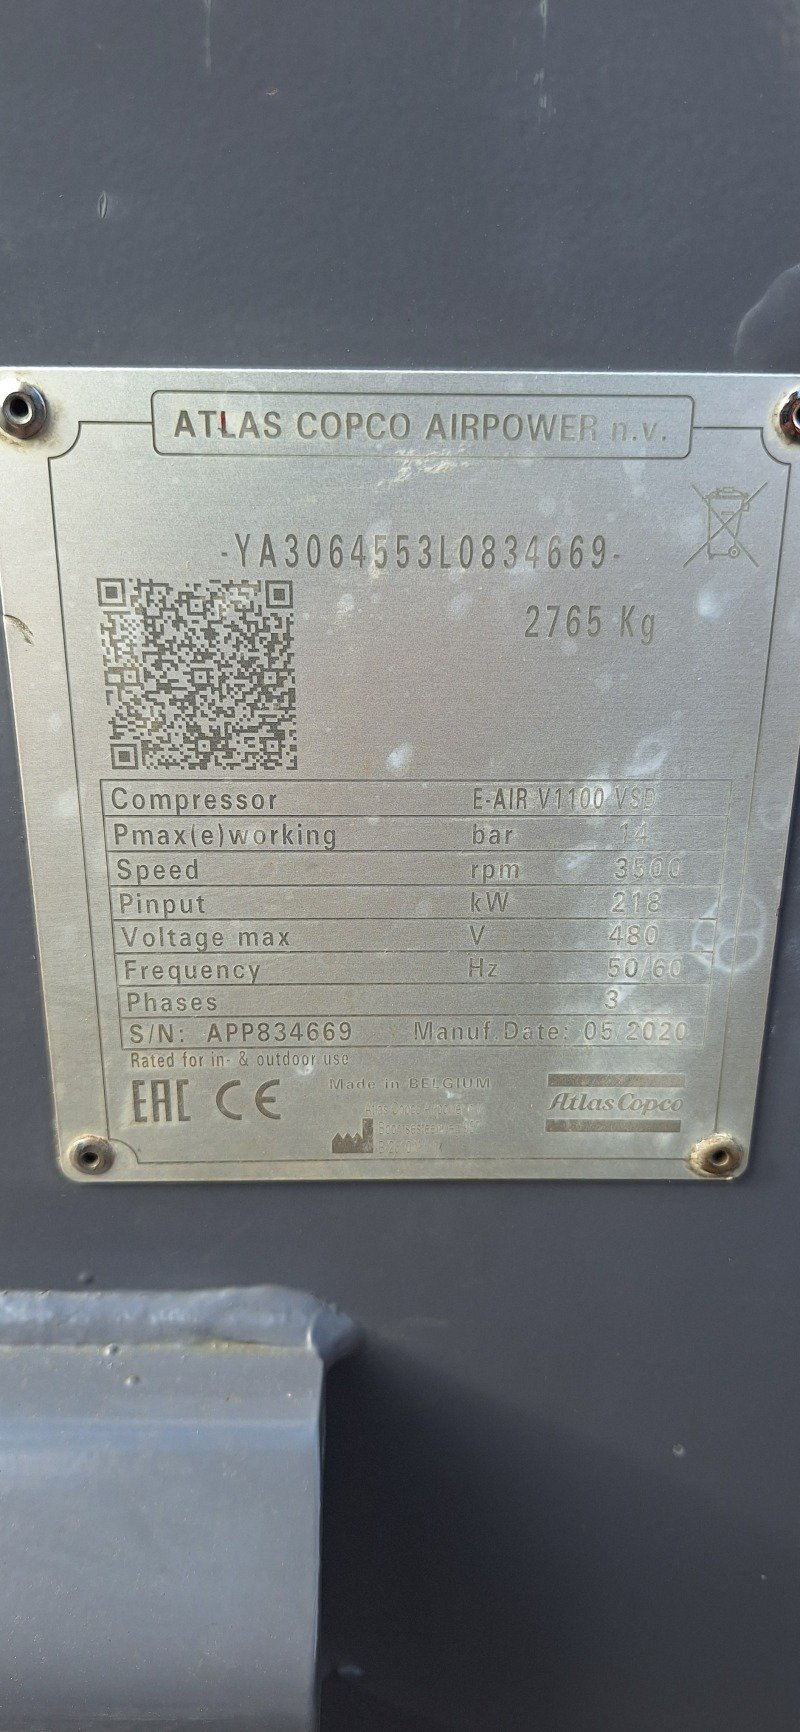 ATLAS COPCO AIRPOWER n.v.
-YA3064553L0834669-
2765 Kg
Compressor E-AIR V1100 VSD
Pmax(e)working bar 14
Speed rpm 3500
Pinput kW 218
Voltage max V 480
Frequency Hz 50/60
Phases 3
S/N: APP834669 Manuf.Date: 05/2020
Rated for in- & outdoor use
EAC CE
Made in BELGIUM
Atlas Copco